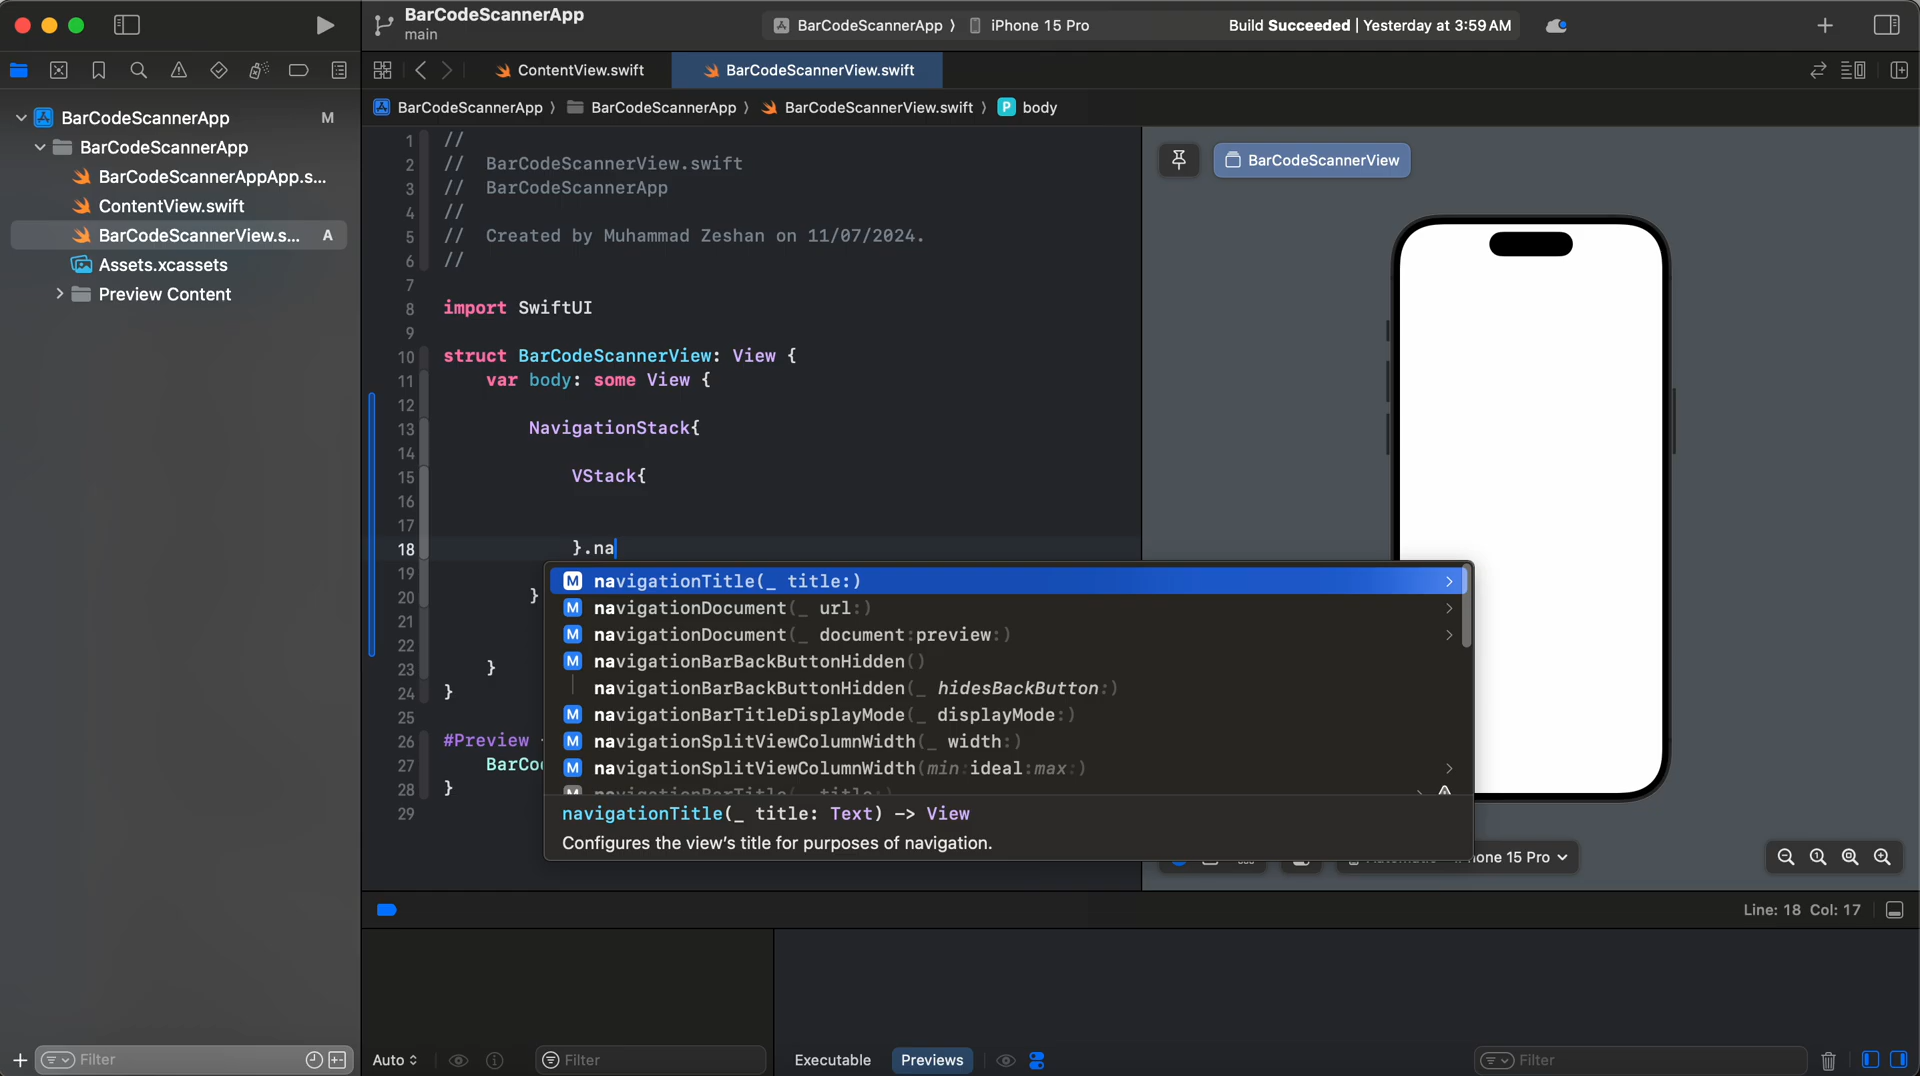 BarCodeScannerApp
main
BarCodeScannerApp 〉 iPhone 15 Pro
Build Succeeded | Yesterday at 3:59 AM
ContentView.swift
BarCodeScannerView.swift
BarCodeScannerApp 〉 BarCodeScannerApp 〉 BarCodeScannerView.swift 〉 P body
BarCodeScannerApp M
BarCodeScannerApp
BarCodeScannerAppApp.s...
ContentView.swift
BarCodeScannerView.s... A
Assets.xcassets
Preview Content
1 //
2 // BarCodeScannerView.swift
3 // BarCodeScannerApp
4 //
5 // Created by Muhammad Zeshan on 11/07/2024.
6 //
7
8 import SwiftUI
9
10 struct BarCodeScannerView: View {
11 var body: some View {
12
13 NavigationStack{
14
15 VStack{
16
17
18 }.na
19
20 }
21
22
23 }
24 }
25
26 #Preview
27 BarCo
28 }
29
M navigationTitle(_ title:)
M navigationDocument(_ url:)
M navigationDocument(_ document:preview:)
M navigationBarBackButtonHidden()
navigationBarBackButtonHidden(_ hidesBackButton:)
M navigationBarTitleDisplayMode(_ displayMode:)
M navigationSplitViewColumnWidth(_ width:)
M navigationSplitViewColumnWidth(min:ideal:max:)
M navigationBarTitle(_ title:)
navigationTitle(_ title: Text) -> View
Configures the view's title for purposes of navigation.
BarCodeScannerView
15 Pro
Line: 18 Col: 17
Filter
Auto
Filter
Executable
Previews
Filter